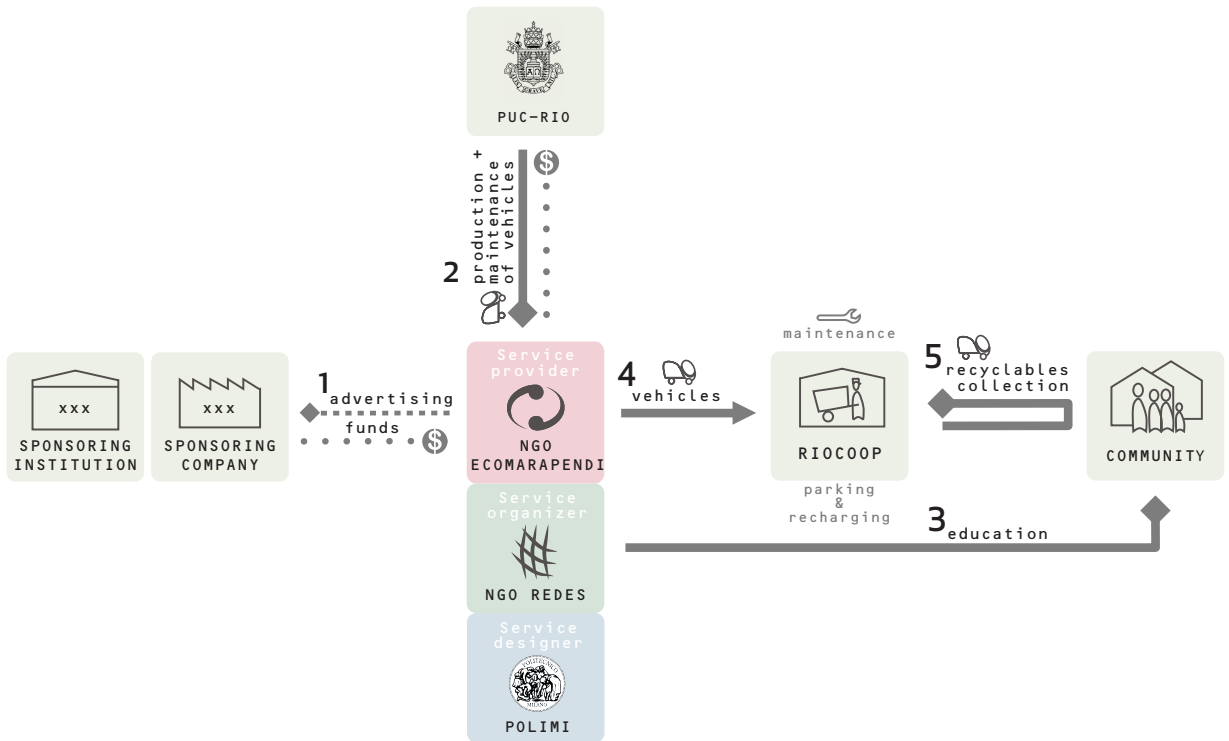 PUC-RIO
$
production +
maintenance
of vehicles
2
Service
provider
NGO
ECOMARAPENDI
xxx
SPONSORING
INSTITUTION
xxx
SPONSORING
COMPANY
1
advertising
funds
$
4
vehicles
maintenance
RIOCOOP
parking
&
recharging
5
recyclables
collection
COMMUNITY
3
education
Service
organizer
NGO REDES
Service
designer
POLITECNICO
MILANO
POLIMI